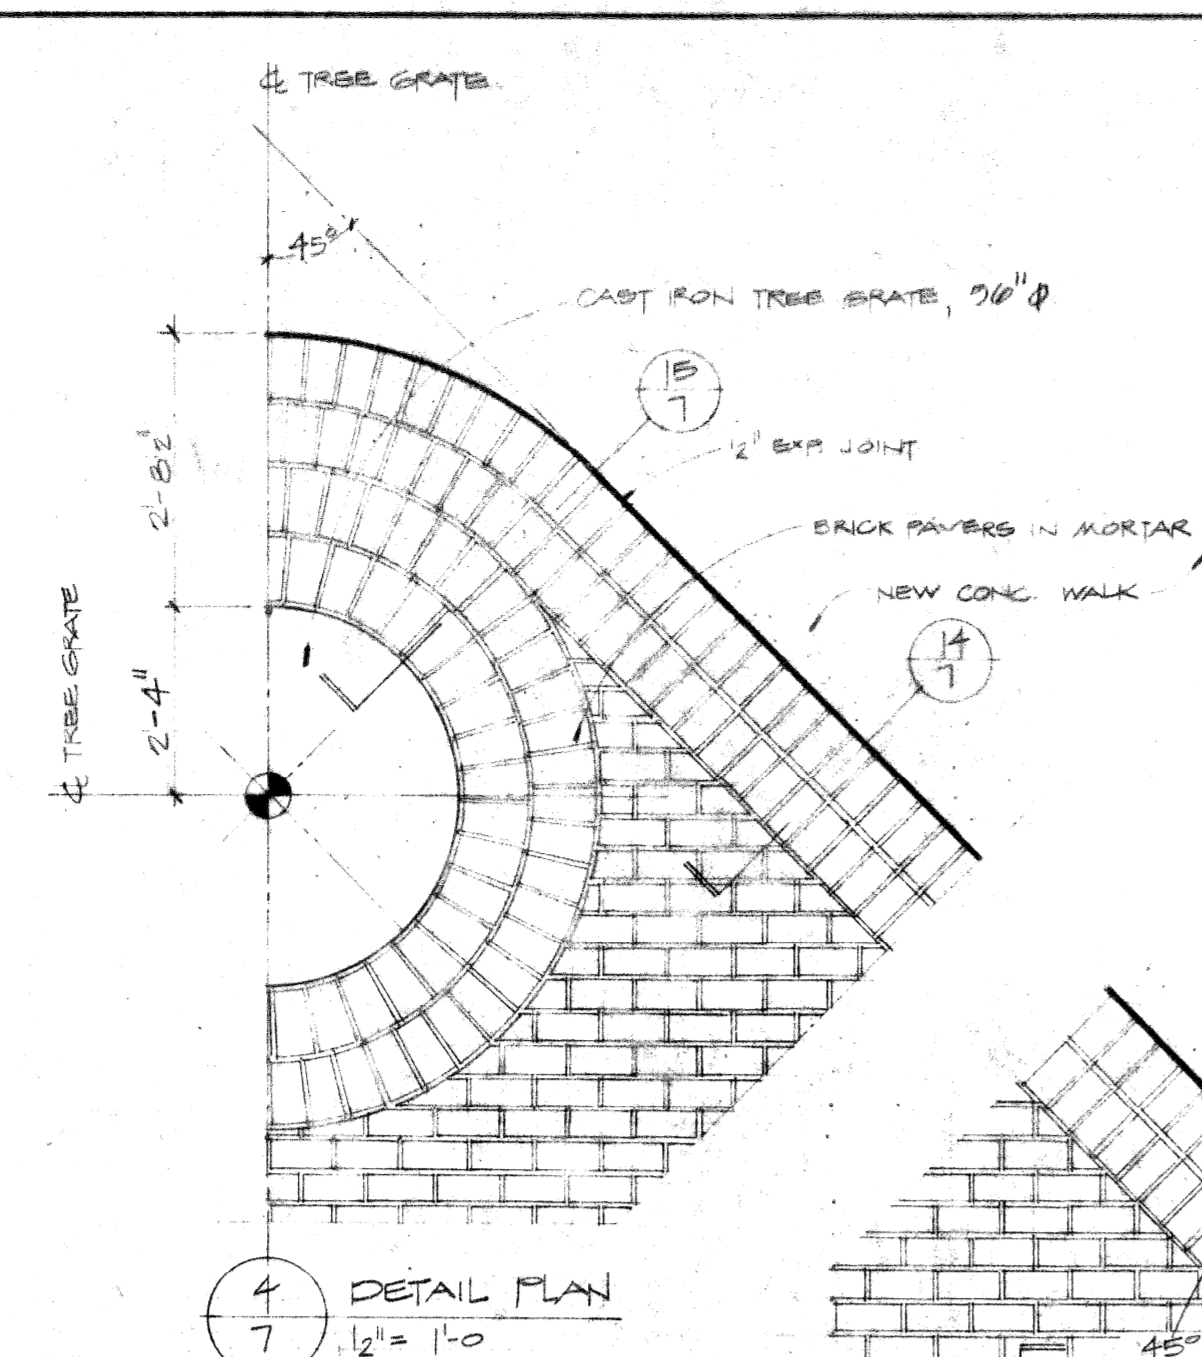 ℄ TREE GRATE
45°
CAST IRON TREE GRATE, 56"Φ
15
7
½" EXP. JOINT
2'-8½"
BRICK PAVERS IN MORTAR
NEW CONC. WALK
14
7
℄ TREE GRATE
2'-4"
4
7
DETAIL PLAN
½" = 1'-0
45°